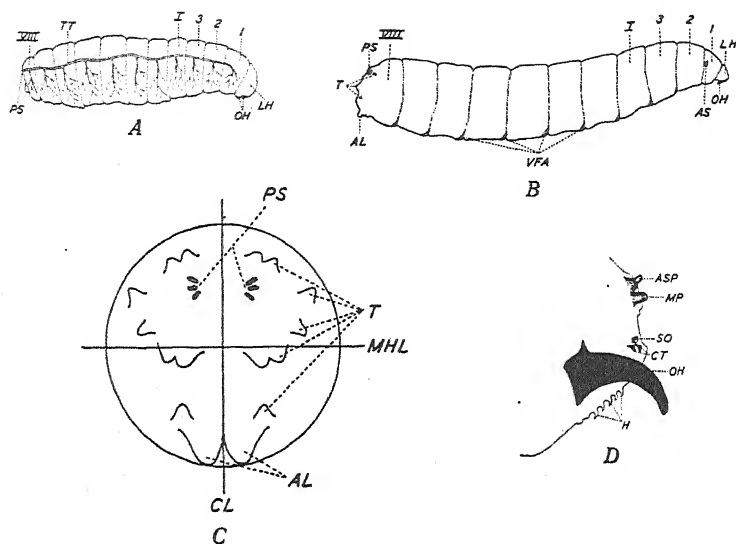 VIII TT I 3 2 1
PS OH LH
A
PS VIII I 3 2 1 LH
T
AL VFA AS OH
B
PS
T
MHL
AL
CL
C
ASP
MP
SO
CT
OH
H
D